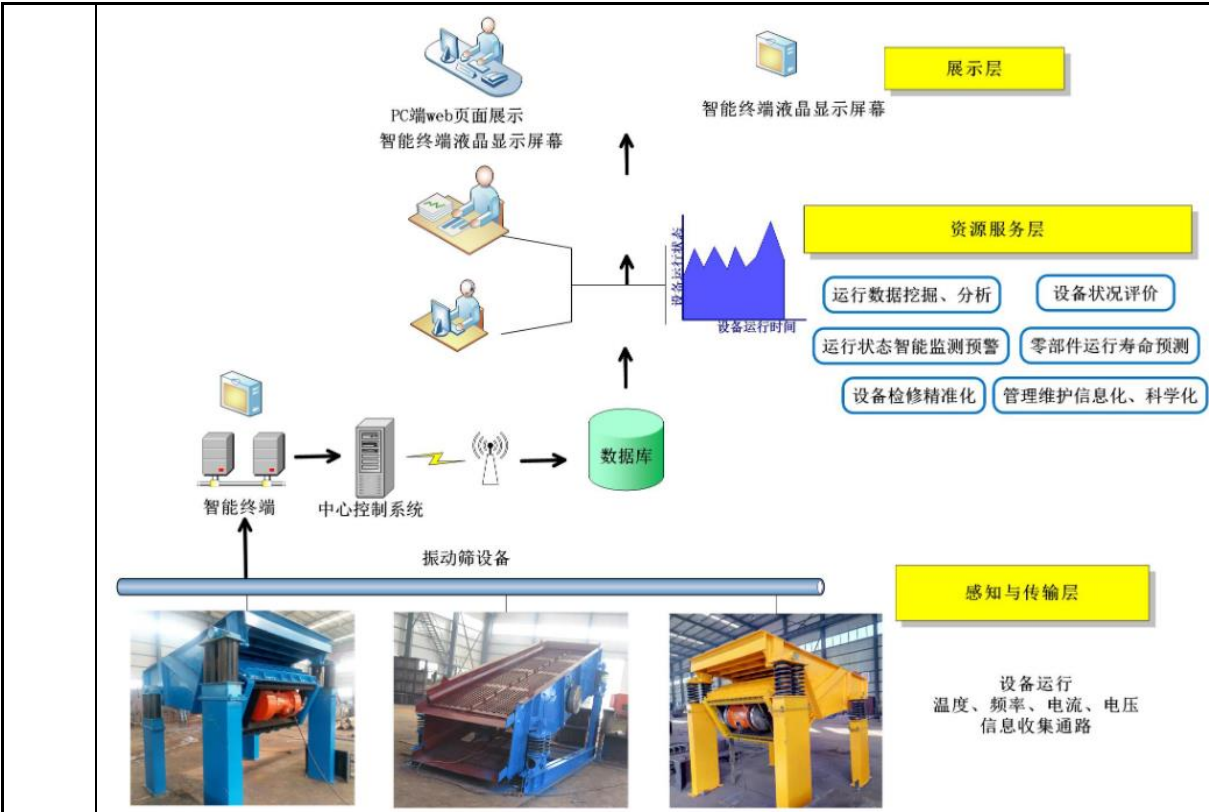 展示层
PC端web页面展示
智能终端液晶显示屏幕
智能终端液晶显示屏幕
资源服务层
设备运行状态
设备运行时间
运行数据挖掘、分析
设备状况评价
运行状态智能监测预警
零部件运行寿命预测
设备检修精准化
管理维护信息化、科学化
数据库
智能终端
中心控制系统
振动筛设备
感知与传输层
设备运行
温度、频率、电流、电压
信息收集通路